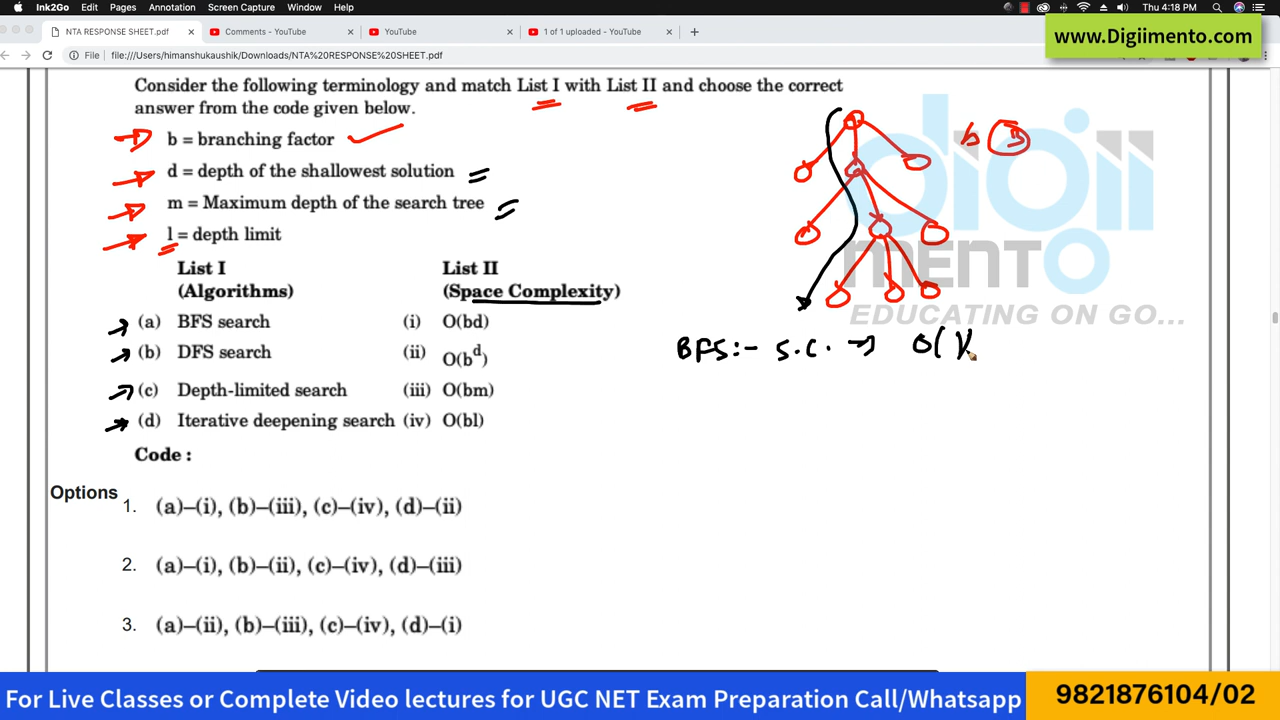 Ink2Go Edit Pages Annotation Screen Capture Window Help
Thu 4:18 PM
NTA RESPONSE SHEET.pdf
Comments - YouTube
YouTube
1 of 1 uploaded - YouTube
www.Digiimento.com
File file:///Users/himanshukaushik/Downloads/NTA%20RESPONSE%20SHEET.pdf
Consider the following terminology and match List I with List II and choose the correct
answer from the code given below.
b = branching factor
d = depth of the shallowest solution
m = Maximum depth of the search tree
l = depth limit
b 3
digii
MENTO
EDUCATING ON GO...
List I List II
(Algorithms) (Space Complexity)
(a) BFS search (i) O(bd)
(b) DFS search (ii) O(b^d)
(c) Depth-limited search (iii) O(bm)
(d) Iterative deepening search (iv) O(bl)
BFS:- S.C. → O(
Code :
Options
1. (a)–(i), (b)–(iii), (c)–(iv), (d)–(ii)
2. (a)–(i), (b)–(ii), (c)–(iv), (d)–(iii)
3. (a)–(ii), (b)–(iii), (c)–(iv), (d)–(i)
For Live Classes or Complete Video lectures for UGC NET Exam Preparation Call/Whatsapp
9821876104/02